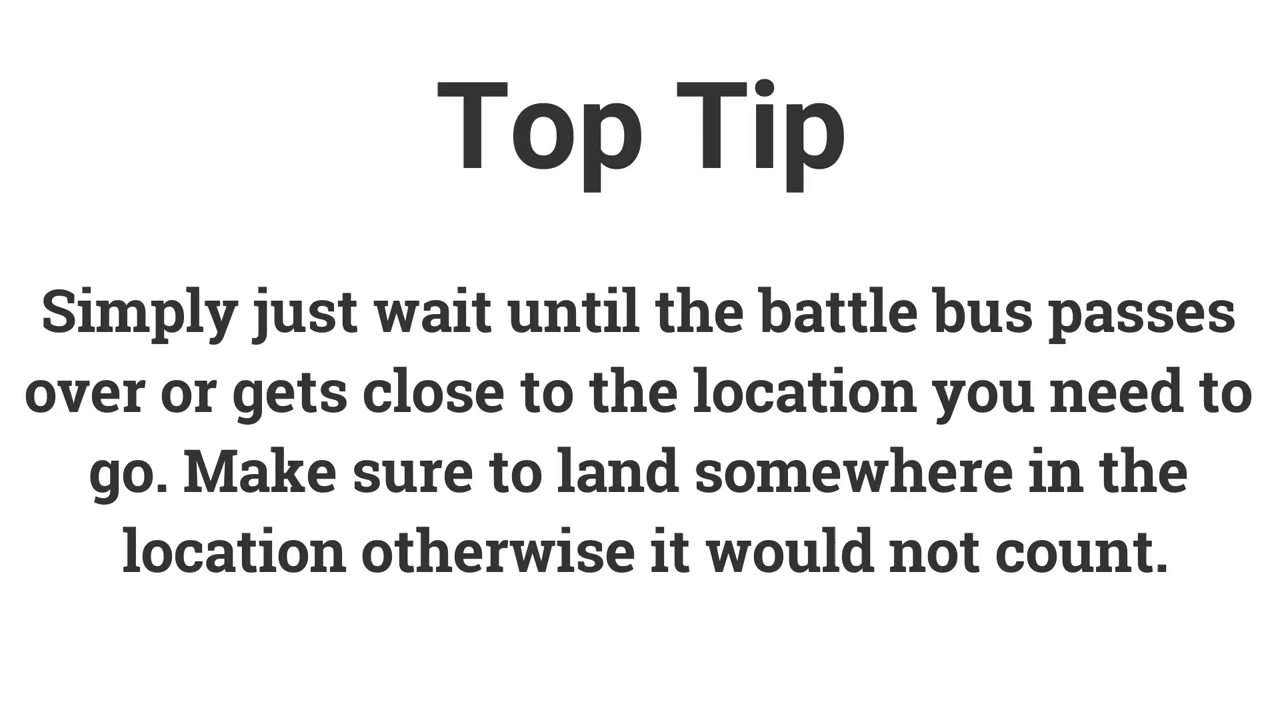 Top Tip
Simply just wait until the battle bus passes
over or gets close to the location you need to
go. Make sure to land somewhere in the
location otherwise it would not count.